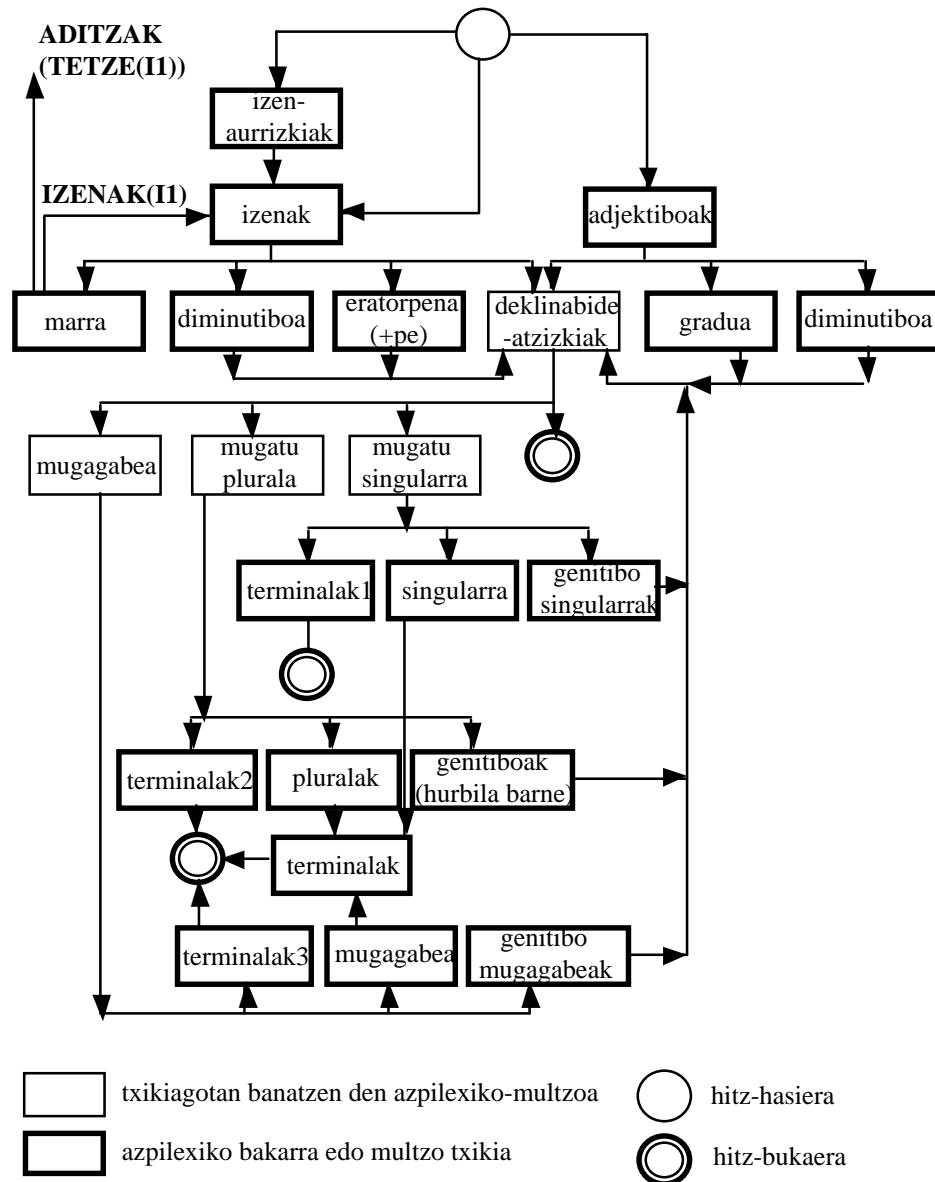 ADITZAK
(TETZE(I1))
izen-
aurrizkiak
IZENAK(I1)
izenak
adjektiboak
marra
diminutiboa
eratorpena
(+pe)
deklinabide
-atzizkiak
gradua
diminutiboa
mugagabea
mugatu
plurala
mugatu
singularra
terminalak1
singularra
genitibo
singularrak
terminalak2
pluralak
genitiboak
(hurbila barne)
terminalak
terminalak3
mugagabea
genitibo
mugagabeak
txikiagotan banatzen den azpilexiko-multzoa
hitz-hasiera
azpilexiko bakarra edo multzo txikia
hitz-bukaera